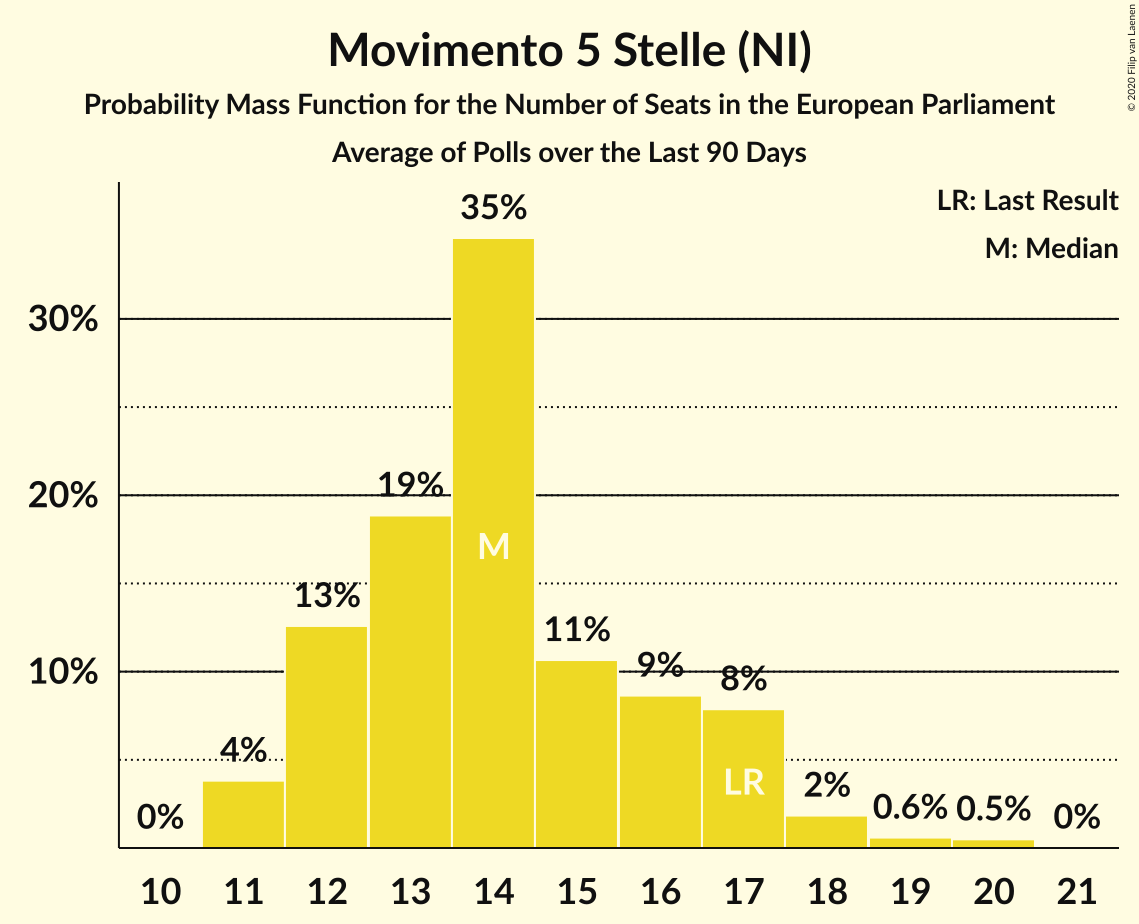 Movimento 5 Stelle (NI)
Probability Mass Function for the Number of Seats in the European Parliament
Average of Polls over the Last 90 Days
© 2020 Filip van Laenen
LR: Last Result
M: Median
35%
30%
19%
20%
M
13%
11%
9%
8%
10%
4%
LR
2%
0%
0.6%
0.5%
0%
10 11 12 13 14 15 16 17 18 19 20 21